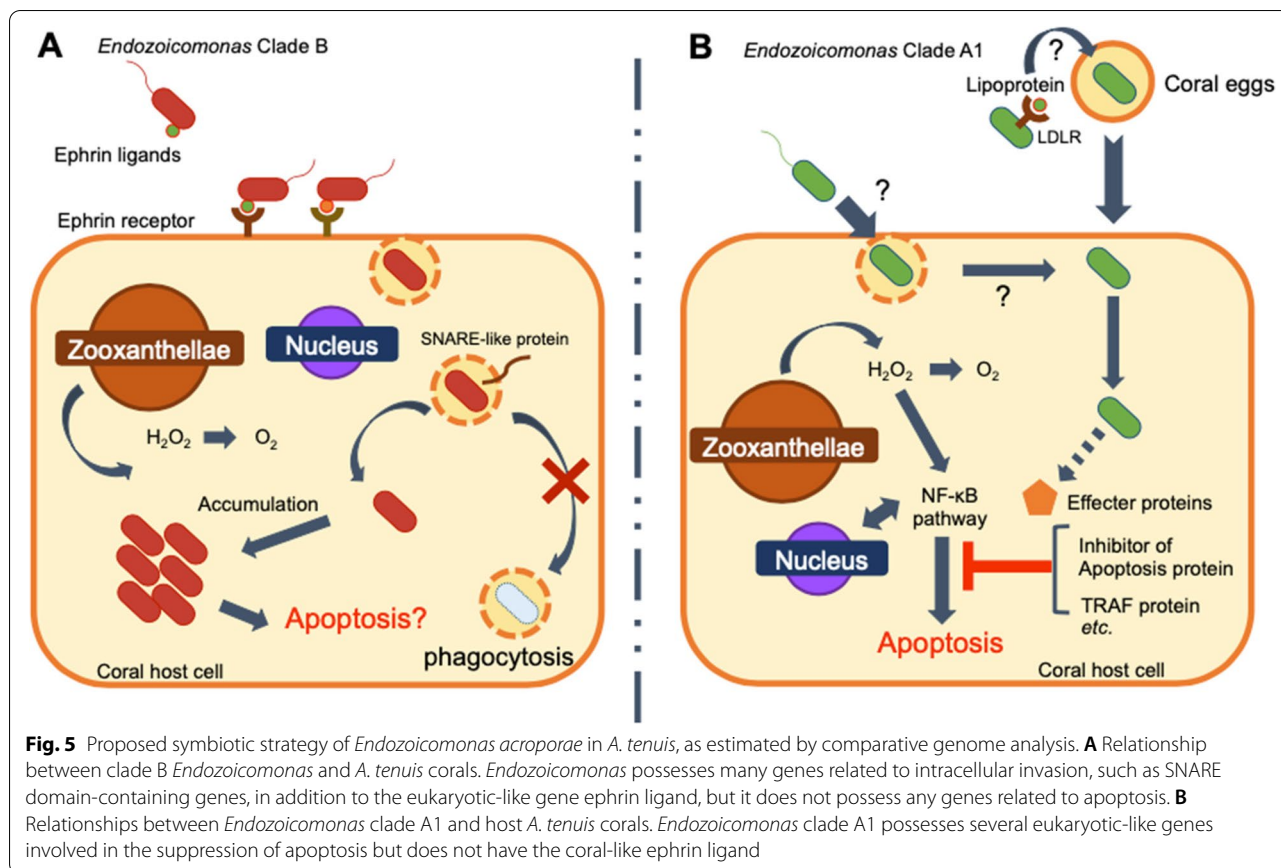 A
Endozoicomonas Clade B
Ephrin ligands
Ephrin receptor
Zooxanthellae
Nucleus
SNARE-like protein
H₂O₂
O₂
Accumulation
Apoptosis?
phagocytosis
Coral host cell
B
Endozoicomonas Clade A1
?
Lipoprotein
LDLR
Coral eggs
?
?
H₂O₂
O₂
Zooxanthellae
NF-κB
pathway
Nucleus
Effecter proteins
Inhibitor of
Apoptosis protein
TRAF protein
etc.
Apoptosis
Coral host cell
Fig. 5 Proposed symbiotic strategy of Endozoicomonas acroporae in A. tenuis, as estimated by comparative genome analysis. A Relationship
between clade B Endozoicomonas and A. tenuis corals. Endozoicomonas possesses many genes related to intracellular invasion, such as SNARE
domain-containing genes, in addition to the eukaryotic-like gene ephrin ligand, but it does not possess any genes related to apoptosis. B
Relationships between Endozoicomonas clade A1 and host A. tenuis corals. Endozoicomonas clade A1 possesses several eukaryotic-like genes
involved in the suppression of apoptosis but does not have the coral-like ephrin ligand